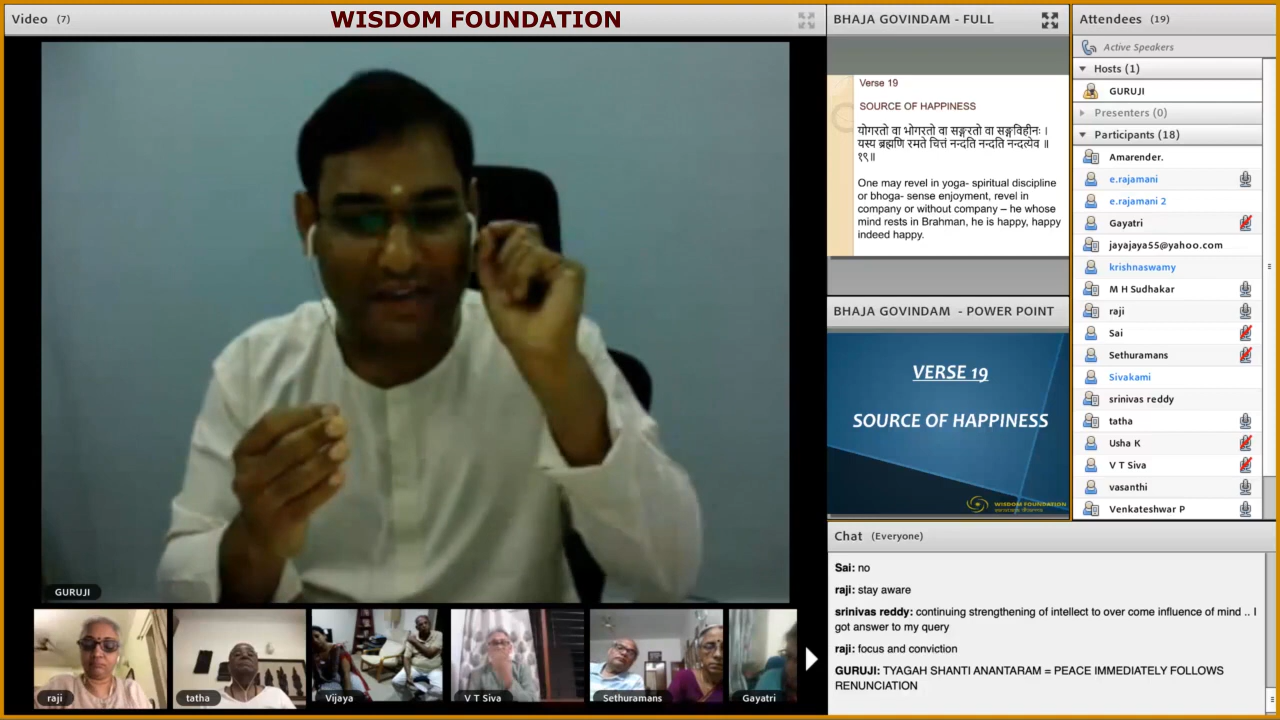 Video (7)
WISDOM FOUNDATION
GURUJI
raji
tatha
Vijaya
V T Siva
Sethuramans
Gayatri
BHAJA GOVINDAM - FULL
Verse 19
SOURCE OF HAPPINESS
योगरतो वा भोगरतो वा सङ्गरतो वा सङ्गविहीनः ।
यस्य ब्रह्मणि रमते चित्तं नन्दति नन्दति नन्दत्येव ॥
१९॥
One may revel in yoga- spiritual discipline
or bhoga- sense enjoyment, revel in
company or without company – he whose
mind rests in Brahman, he is happy, happy
indeed happy.
BHAJA GOVINDAM - POWER POINT
VERSE 19
SOURCE OF HAPPINESS
WISDOM FOUNDATION
Attendees (19)
Active Speakers
Hosts (1)
GURUJI
Presenters (0)
Participants (18)
Amarender.
e.rajamani
e.rajamani 2
Gayatri
jayajaya55@yahoo.com
krishnaswamy
M H Sudhakar
raji
Sai
Sethuramans
Sivakami
srinivas reddy
tatha
Usha K
V T Siva
vasanthi
Venkateshwar P
Chat (Everyone)
Sai: no
raji: stay aware
srinivas reddy: continuing strengthening of intellect to over come influence of mind .. I
got answer to my query
raji: focus and conviction
GURUJI: TYAGAH SHANTI ANANTARAM = PEACE IMMEDIATELY FOLLOWS
RENUNCIATION